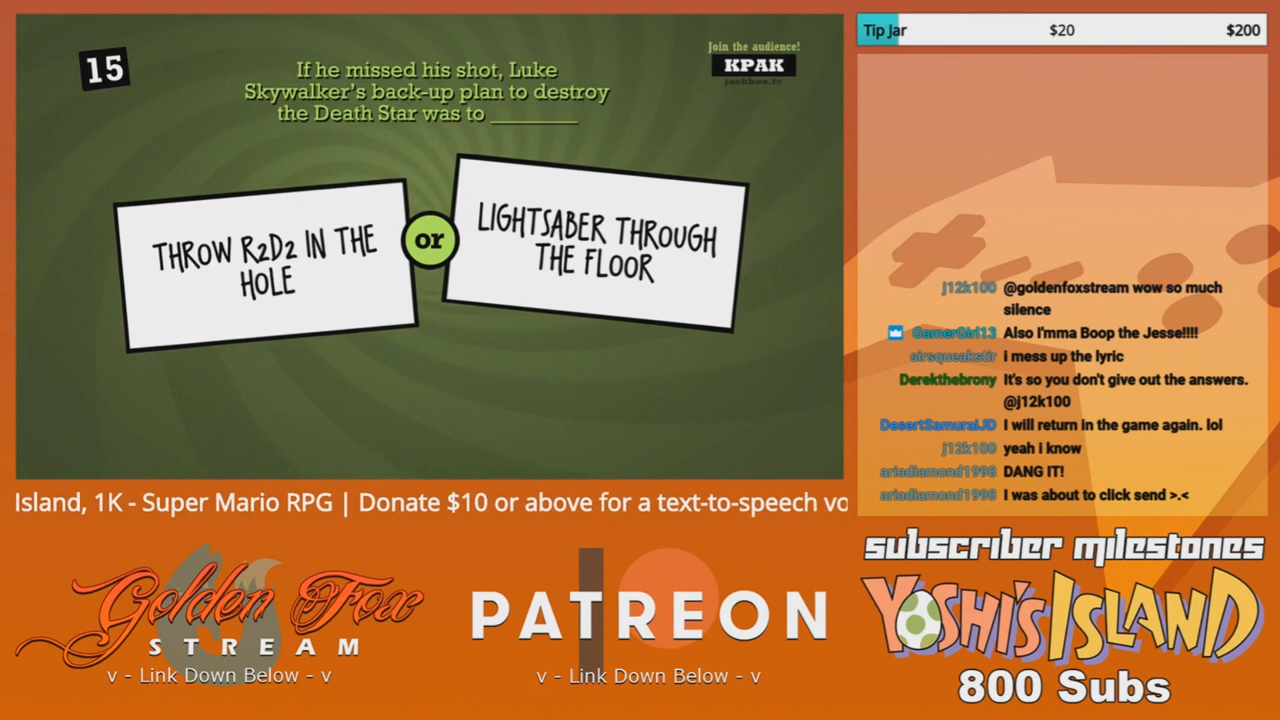 15
If he missed his shot, Luke
Skywalker's back-up plan to destroy
the Death Star was to ________
Join the audience!
KPAK
jackbox.tv
THROW R2D2 IN THE
HOLE
or
LIGHTSABER THROUGH
THE FLOOR
Island, 1K - Super Mario RPG | Donate $10 or above for a text-to-speech vo
Golden Fox
STREAM
v - Link Down Below - v
PATREON
v - Link Down Below - v
Tip Jar $20 $200
j12k100 @goldenfoxstream wow so much
silence
GamerGirl13 Also I'mma Boop the Jesse!!!!
sirsqueakstir i mess up the lyric
Derekthebrony It's so you don't give out the answers.
@j12k100
DesertSamuraiJD I will return in the game again. lol
j12k100 yeah i know
ariadiamond1998 DANG IT!
ariadiamond1998 I was about to click send >.<
subscriber milestones
YOSHI'S ISLAND
800 Subs